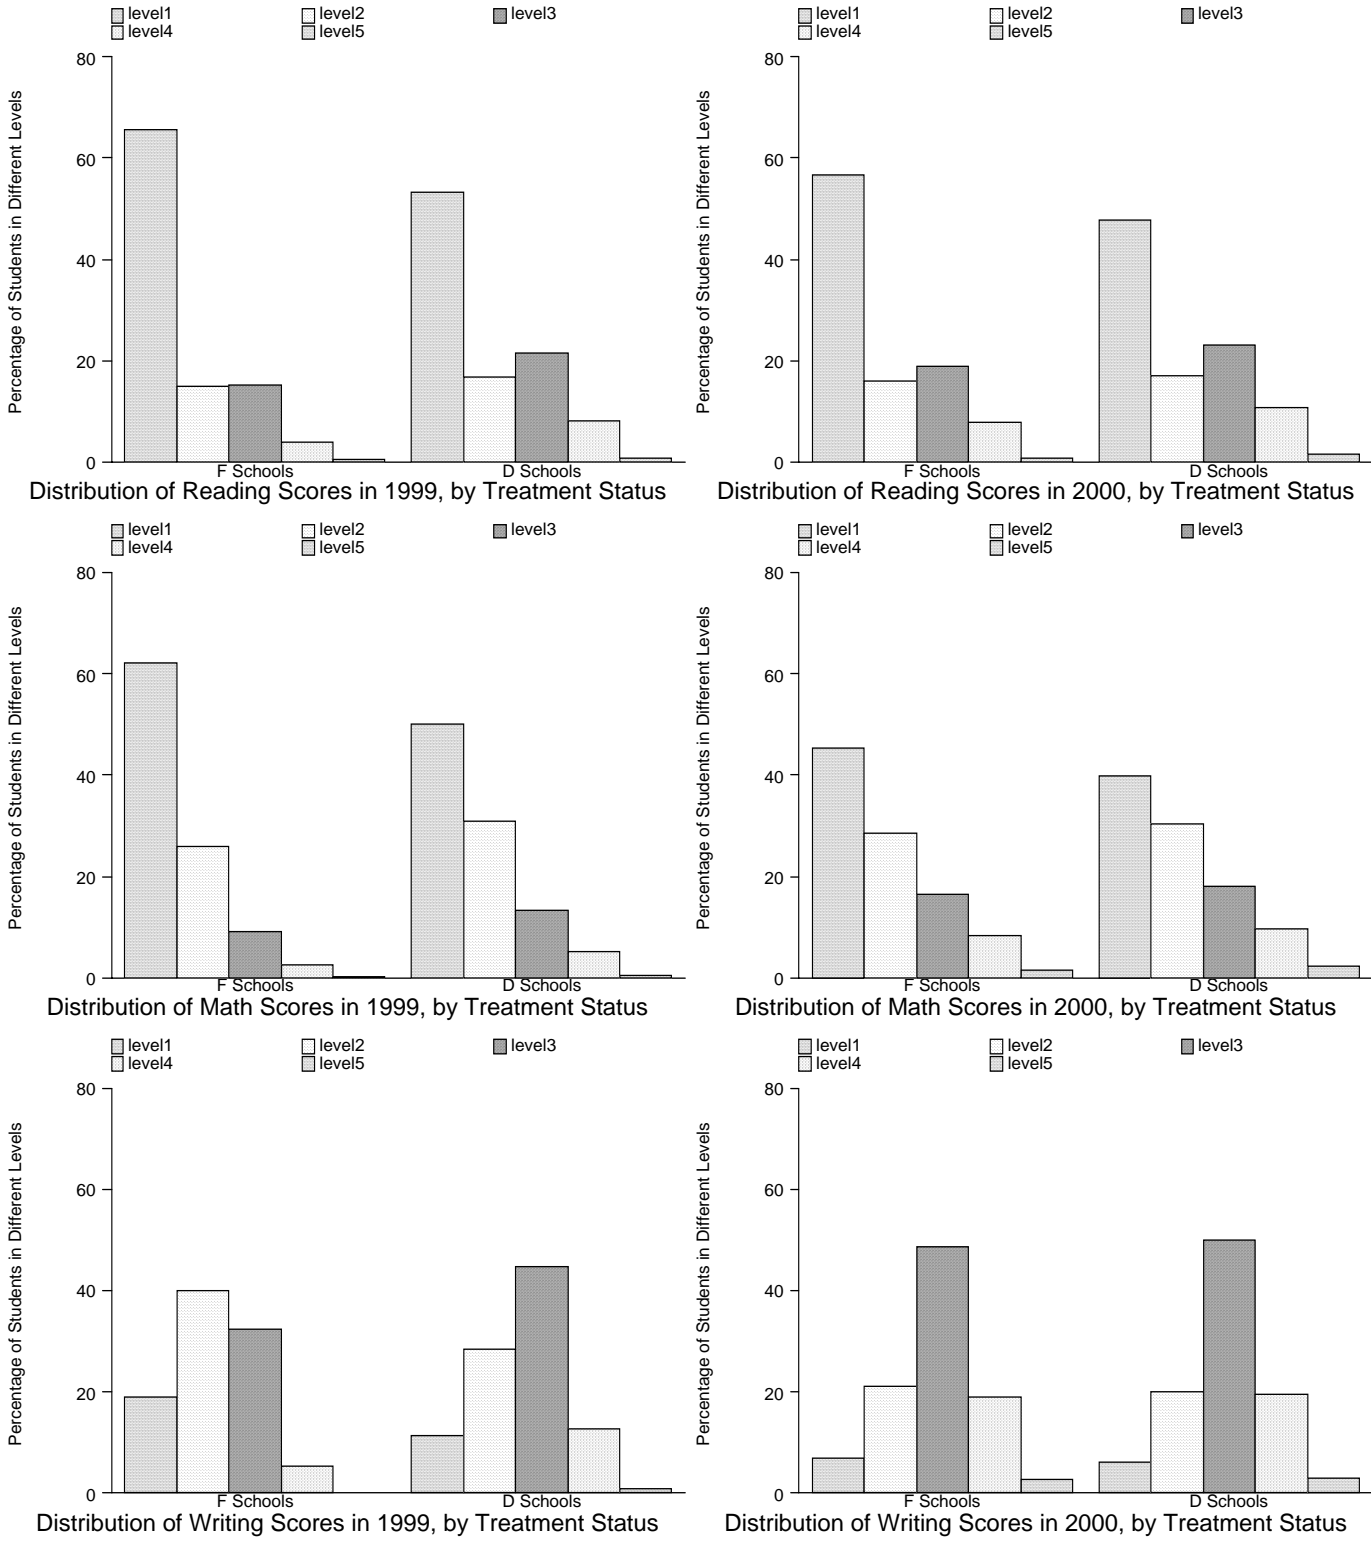 level1 level2 level3
level4 level5
Percentage of Students in Different Levels
80
60
40
20
0
F Schools D Schools
Distribution of Reading Scores in 1999, by Treatment Status
level1 level2 level3
level4 level5
Percentage of Students in Different Levels
80
60
40
20
0
F Schools D Schools
Distribution of Reading Scores in 2000, by Treatment Status
level1 level2 level3
level4 level5
Percentage of Students in Different Levels
80
60
40
20
0
F Schools D Schools
Distribution of Math Scores in 1999, by Treatment Status
level1 level2 level3
level4 level5
Percentage of Students in Different Levels
80
60
40
20
0
F Schools D Schools
Distribution of Math Scores in 2000, by Treatment Status
level1 level2 level3
level4 level5
Percentage of Students in Different Levels
80
60
40
20
0
F Schools D Schools
Distribution of Writing Scores in 1999, by Treatment Status
level1 level2 level3
level4 level5
Percentage of Students in Different Levels
80
60
40
20
0
F Schools D Schools
Distribution of Writing Scores in 2000, by Treatment Status